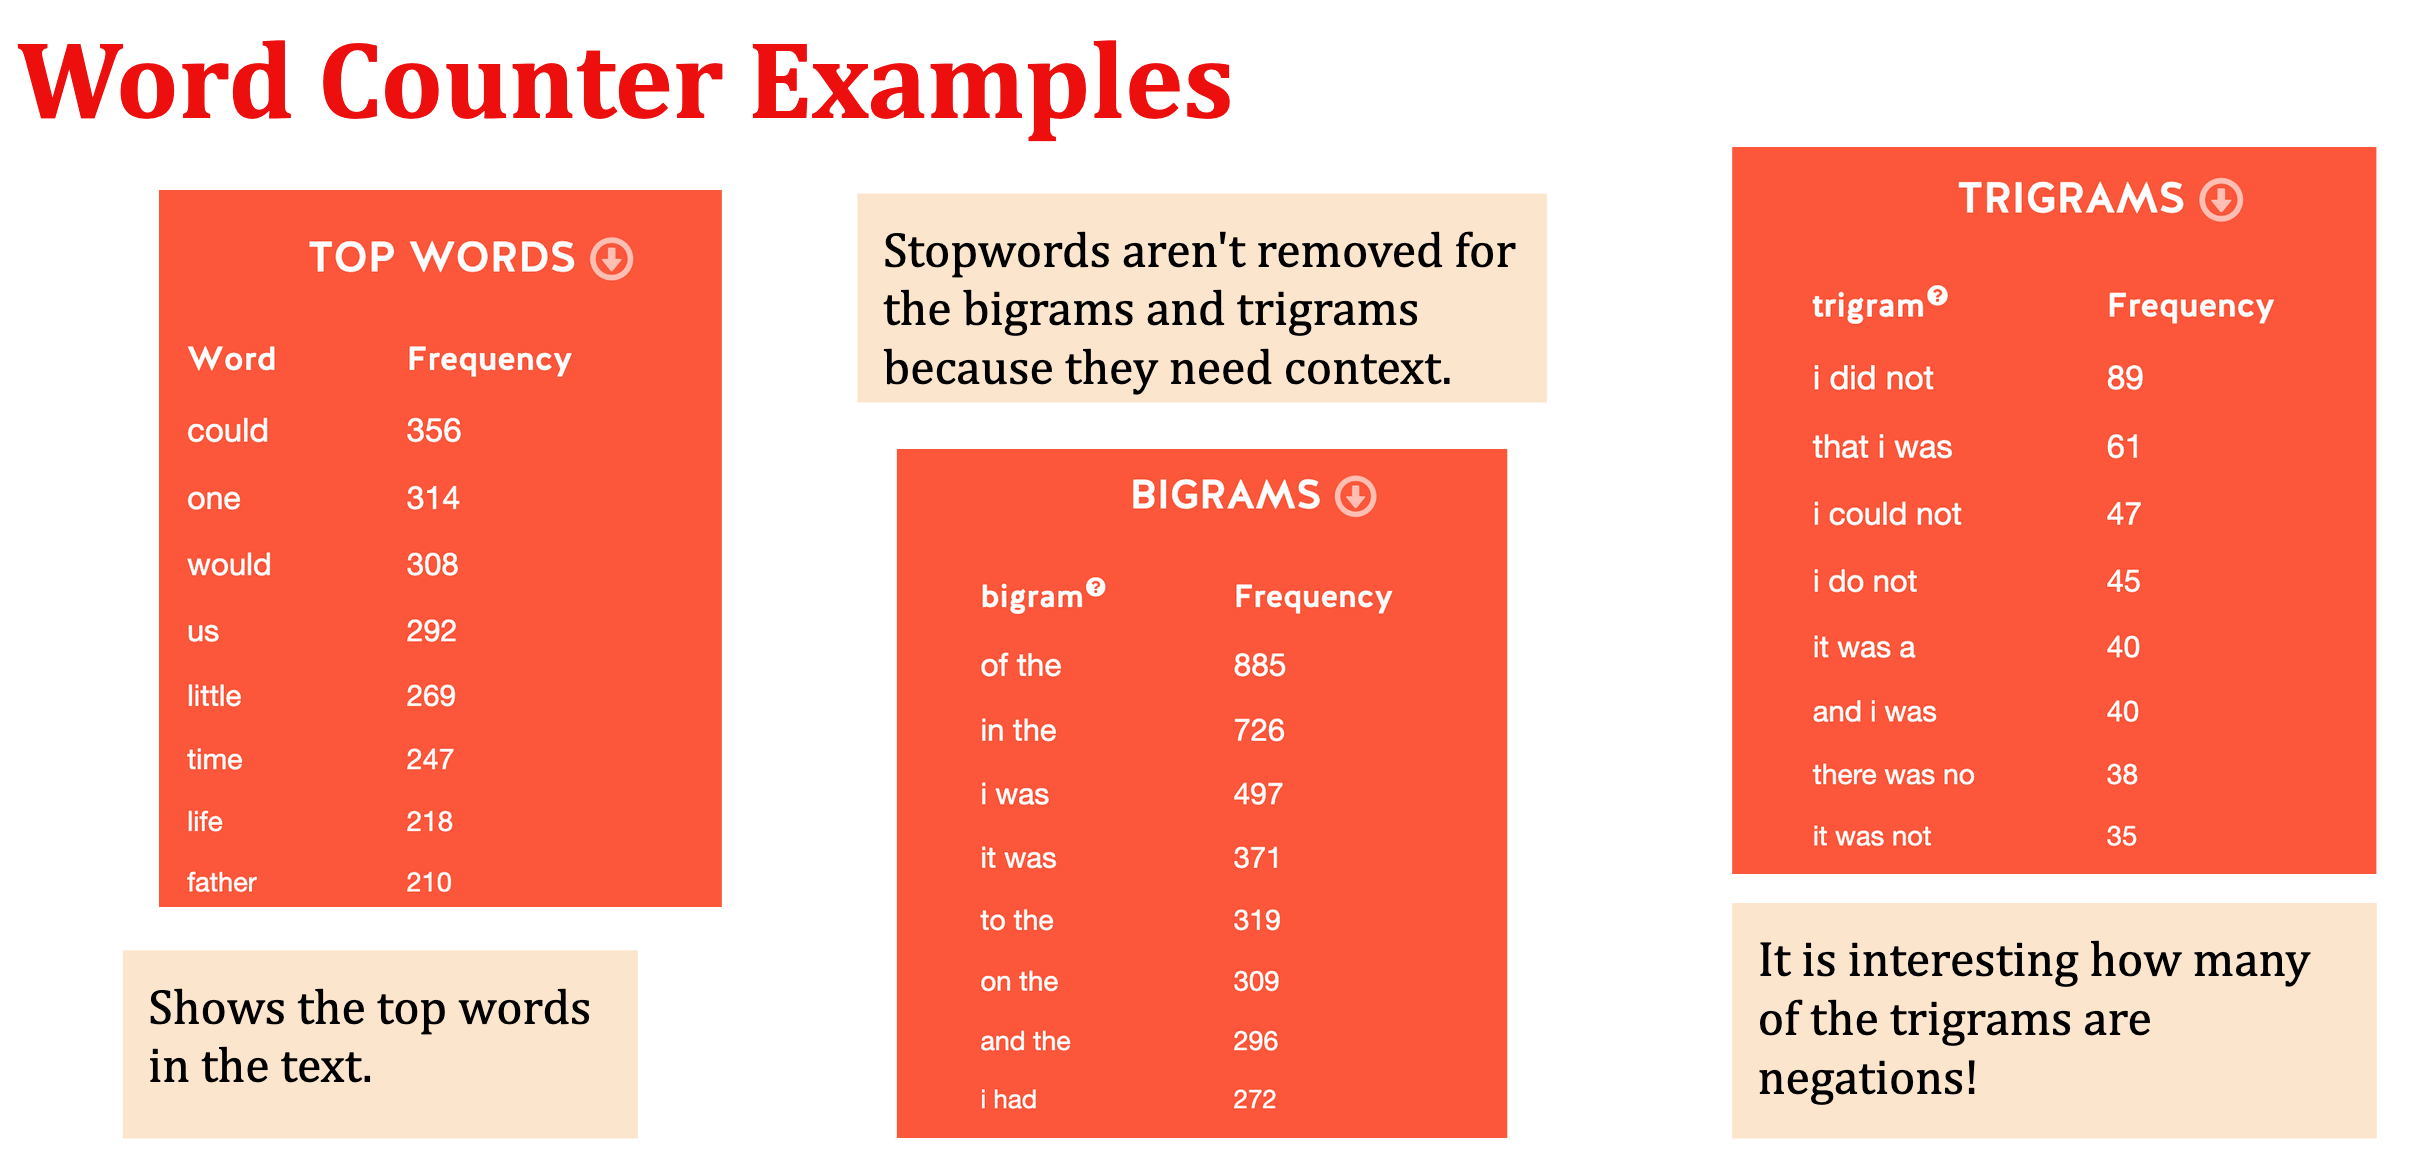 Word Counter Examples
TOP WORDS
Word Frequency
could 356
one 314
would 308
us 292
little 269
time 247
life 218
father 210
Shows the top words
in the text.
Stopwords aren't removed for
the bigrams and trigrams
because they need context.
BIGRAMS
bigram? Frequency
of the 885
in the 726
i was 497
it was 371
to the 319
on the 309
and the 296
i had 272
TRIGRAMS
trigram? Frequency
i did not 89
that i was 61
i could not 47
i do not 45
it was a 40
and i was 40
there was no 38
it was not 35
It is interesting how many
of the trigrams are
negations!